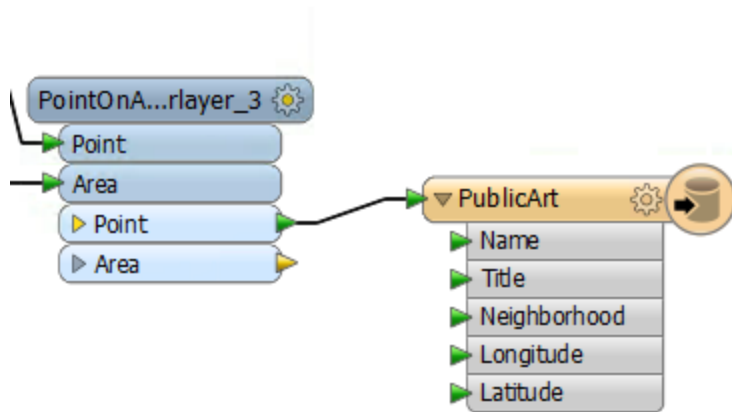 PointOnA...rlayer_3
Point
Area
Point
Area
PublicArt
Name
Title
Neighborhood
Longitude
Latitude